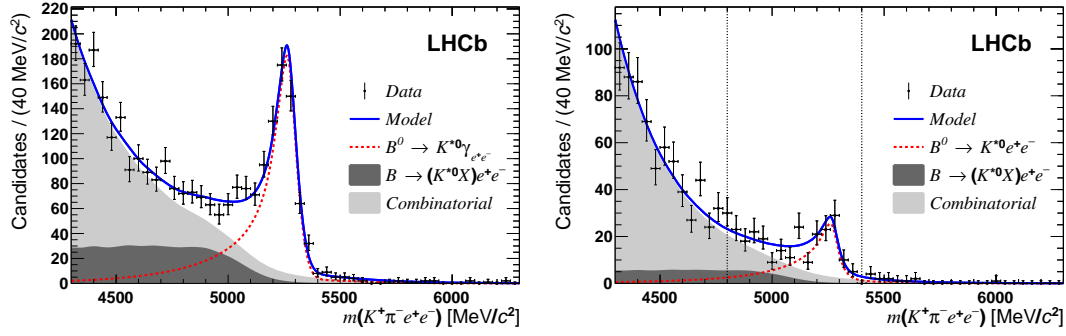 Candidates / (40 MeV/c²)
220
200
180
160
140
120
100
80
60
40
20
0
LHCb
Data
Model
B⁰ → K*⁰γ_{e⁺e⁻}
B → (K*⁰X)e⁺e⁻
Combinatorial
4500 5000 5500 6000
m(K⁺π⁻e⁺e⁻) [MeV/c²]
Candidates / (40 MeV/c²)
100
80
60
40
20
0
LHCb
Data
Model
B⁰ → K*⁰e⁺e⁻
B → (K*⁰X)e⁺e⁻
Combinatorial
4500 5000 5500 6000
m(K⁺π⁻e⁺e⁻) [MeV/c²]